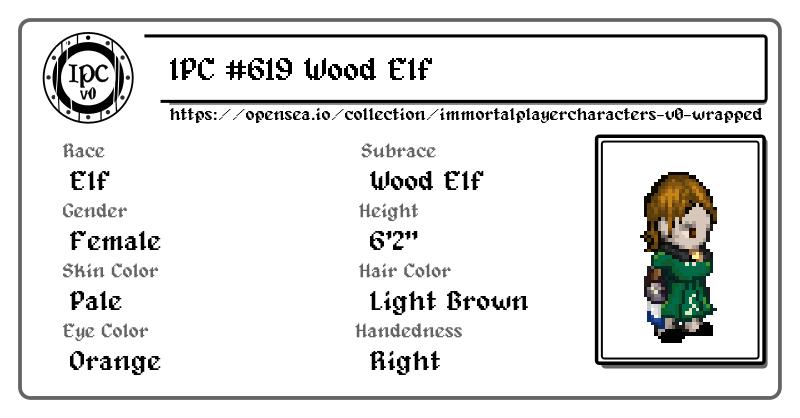 IPC
v0
IPC #619 Wood Elf
https://opensea.io/collection/immortalplayercharacters-v0-wrapped
Race
Elf
Subrace
Wood Elf
Gender
Female
Height
6'2"
Skin Color
Pale
Hair Color
Light Brown
Eye Color
Orange
Handedness
Right